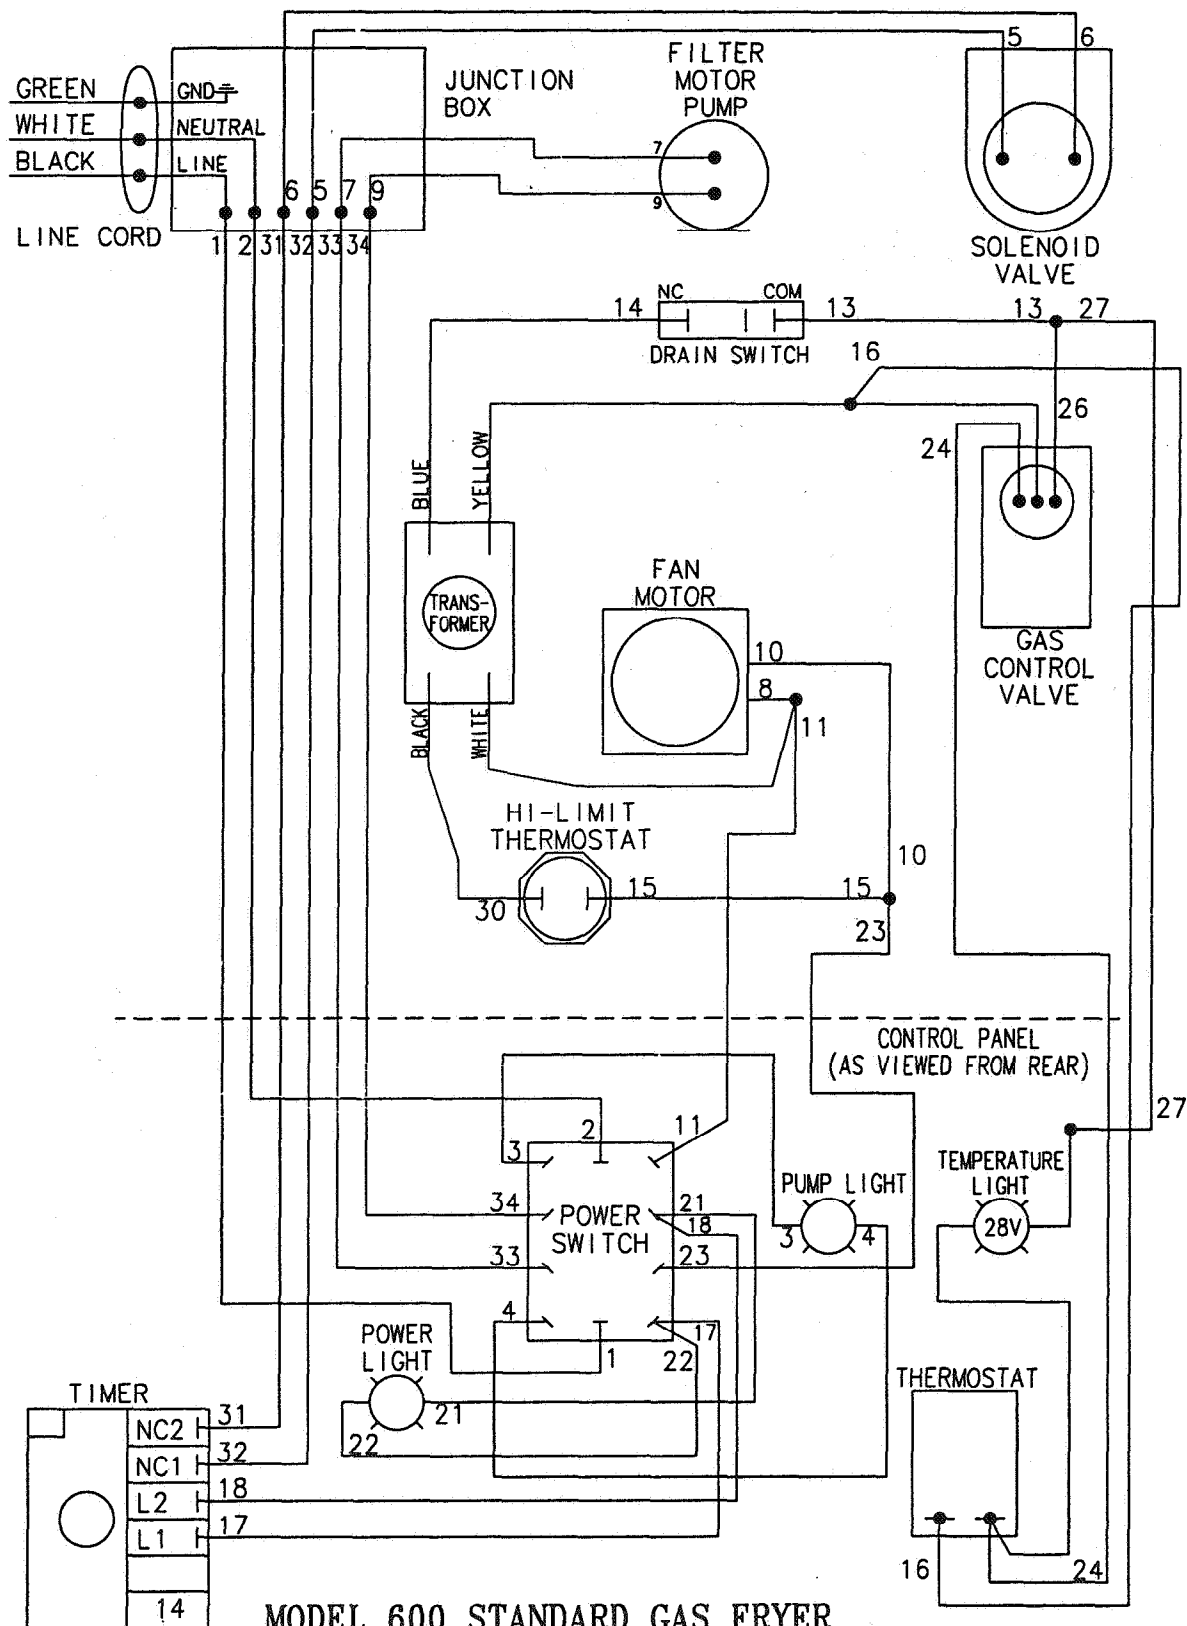 5
6
FILTER
MOTOR
PUMP
JUNCTION
BOX
GREEN
GND
WHITE
NEUTRAL
BLACK
LINE
6
5
7
9
7
9
LINE CORD
1
2
31
32
33
34
SOLENOID
VALVE
14
NC
COM
13
13
27
DRAIN SWITCH
16
26
24
BLUE
YELLOW
TRANS-
FORMER
FAN
MOTOR
10
8
11
GAS
CONTROL
VALVE
BLACK
WHITE
HI-LIMIT
THERMOSTAT
10
30
15
15
23
CONTROL PANEL
(AS VIEWED FROM REAR)
27
3
2
11
TEMPERATURE
LIGHT
28V
PUMP LIGHT
3
4
34
POWER
SWITCH
21
18
33
23
4
1
17
22
POWER
LIGHT
21
22
THERMOSTAT
TIMER
NC2
31
NC1
32
L2
18
L1
17
16
24
14
MODEL 600 STANDARD GAS FRYER